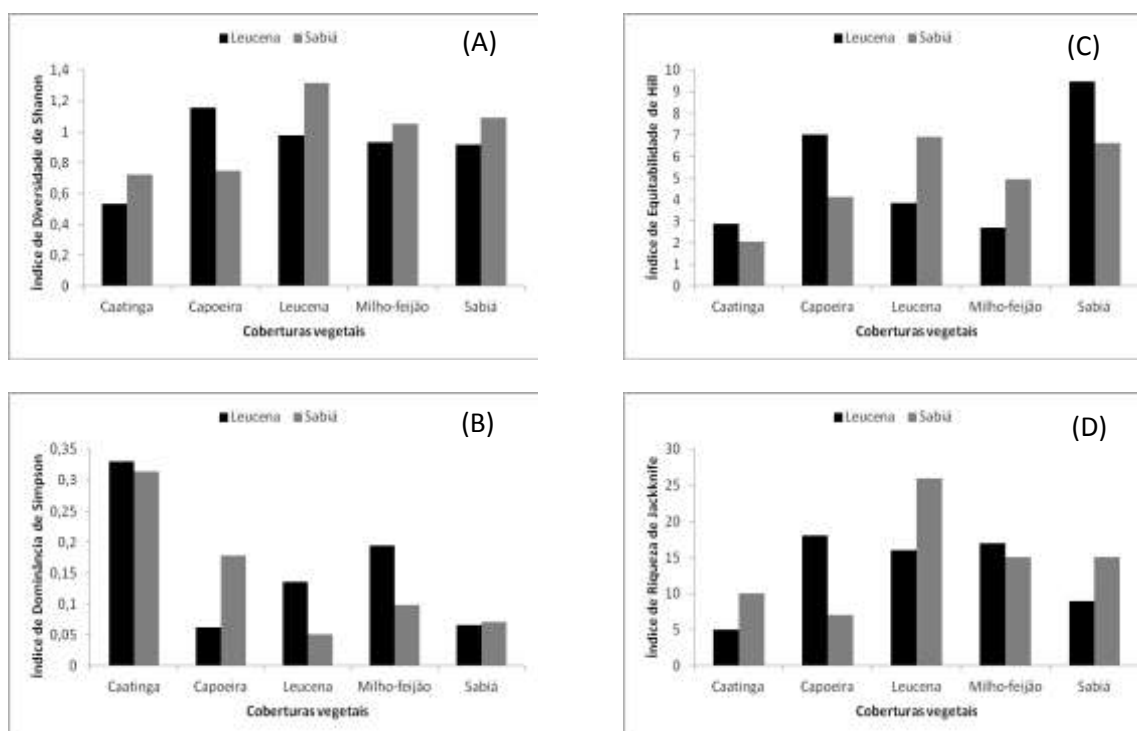 Leucena Sabiá
(A)
Índice de Diversidade de Shanon
1,4
1,2
1
0,8
0,6
0,4
0,2
0
Caatinga Capoeira Leucena Milho-feijão Sabiá
Coberturas vegetais
Leucena Sabiá
(C)
Índice de Equitabilidade de Hill
10
9
8
7
6
5
4
3
2
1
0
Caatinga Capoeira Leucena Milho-feijão Sabiá
Coberturas vegetais
Leucena Sabiá
(B)
Índice de Dominância de Simpson
0,35
0,3
0,25
0,2
0,15
0,1
0,05
0
Caatinga Capoeira Leucena Milho-feijão Sabiá
Coberturas vegetais
Leucena Sabiá
(D)
Índice de Riqueza de Jackknife
30
25
20
15
10
5
0
Caatinga Capoeira Leucena Milho-feijão Sabiá
Coberturas vegetais